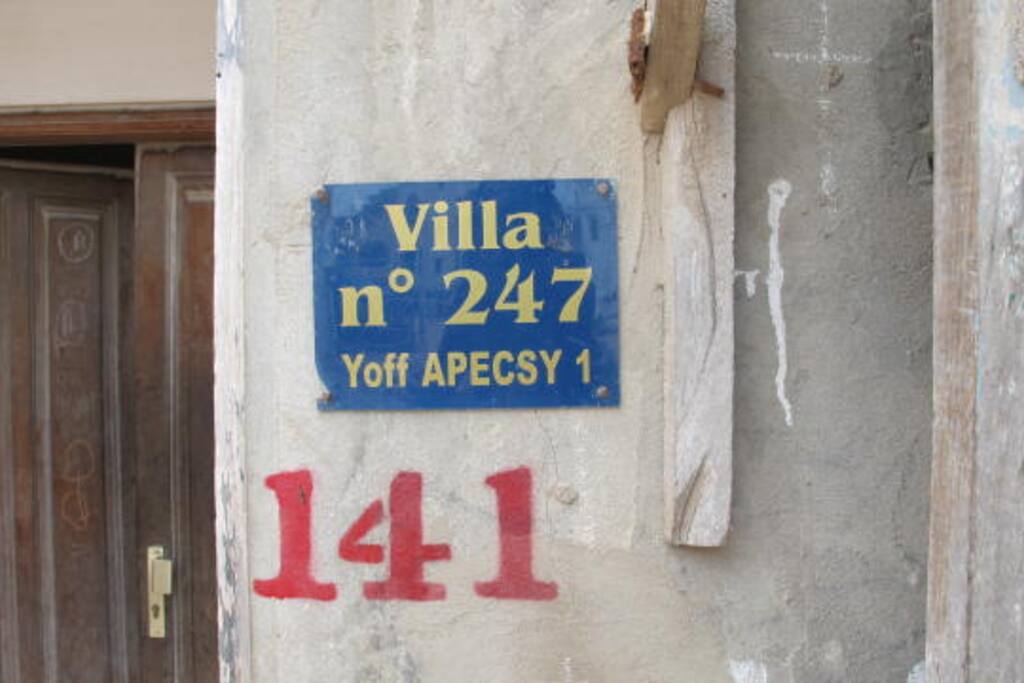 Villa
n° 247
Yoff APECSY 1
141